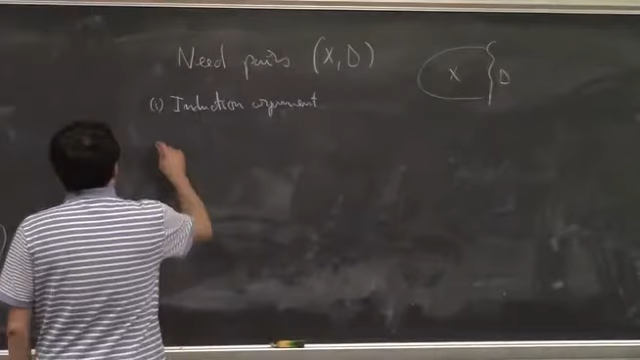 Need pairs (X, D)
X D
(i) Induction argument